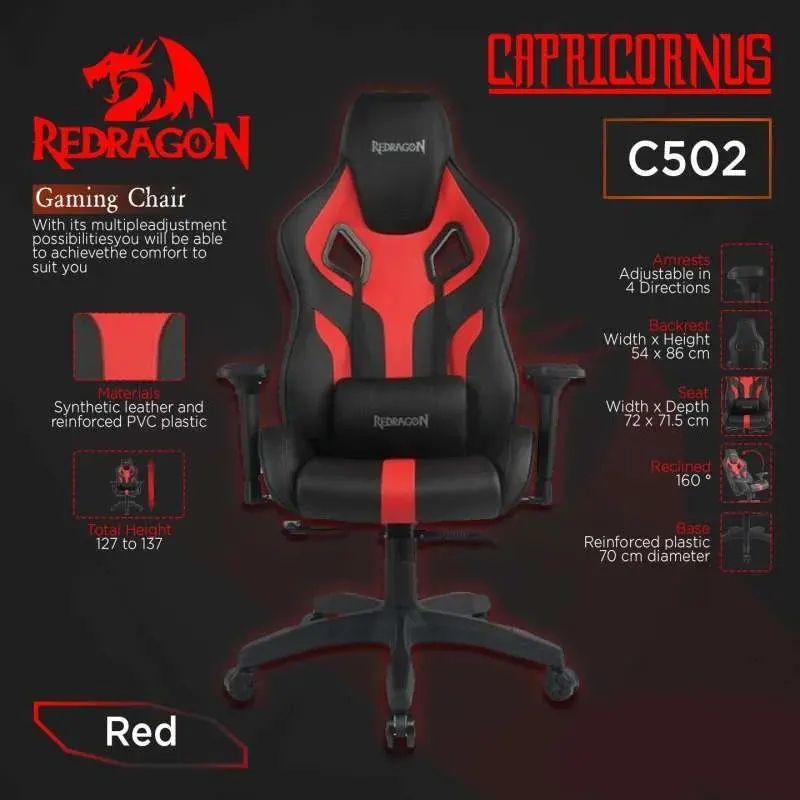 REDRAGON
CAPRICORNUS
C502
Gaming Chair
With its multipleadjustment
possibilitiesyou will be able
to achievethe comfort to
suit you
REDRAGON
REDRAGON
Materials
Synthetic leather and
reinforced PVC plastic
Total Height
127 to 137
Amrests
Adjustable in
4 Directions
Backrest
Width x Height
54 x 86 cm
Seat
Width x Depth
72 x 71.5 cm
Reclined
160 °
Base
Reinforced plastic
70 cm diameter
Red